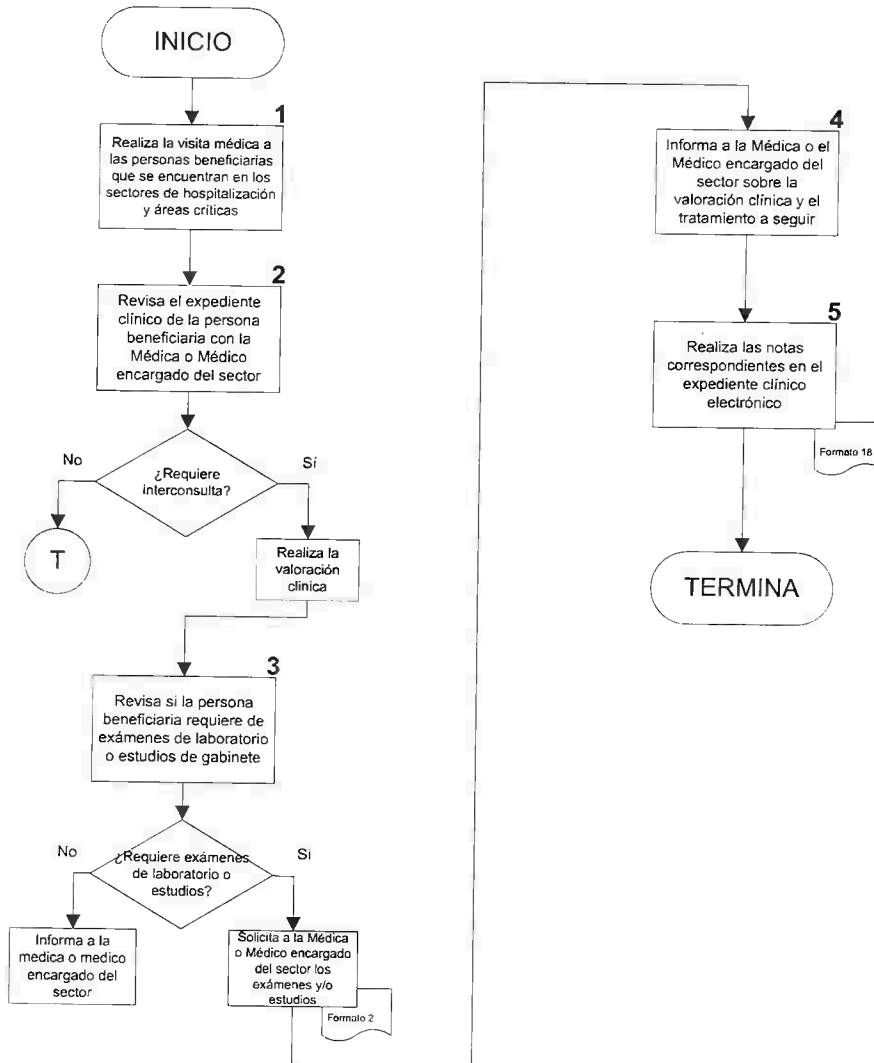 INICIO
1
Realiza la visita médica a
las personas beneficiarias
que se encuentran en los
sectores de hospitalización
y áreas críticas
2
Revisa el expediente
clínico de la persona
beneficiaria con la
Médica o Médico
encargado del sector
No
¿Requiere
interconsulta?
Sí
T
Realiza la
valoración
clínica
3
Revisa si la persona
beneficiaria requiere de
exámenes de laboratorio
o estudios de gabinete
No
¿Requiere exámenes
de laboratorio o
estudios?
Si
Informa a la
medica o medico
encargado del
sector
Solicita a la Médica
o Médico encargado
del sector los
exámenes y/o
estudios
Formato 2
4
Informa a la Médica o el
Médico encargado del
sector sobre la
valoración clínica y el
tratamiento a seguir
5
Realiza las notas
correspondientes en el
expediente clínico
electrónico
Formato 18
TERMINA